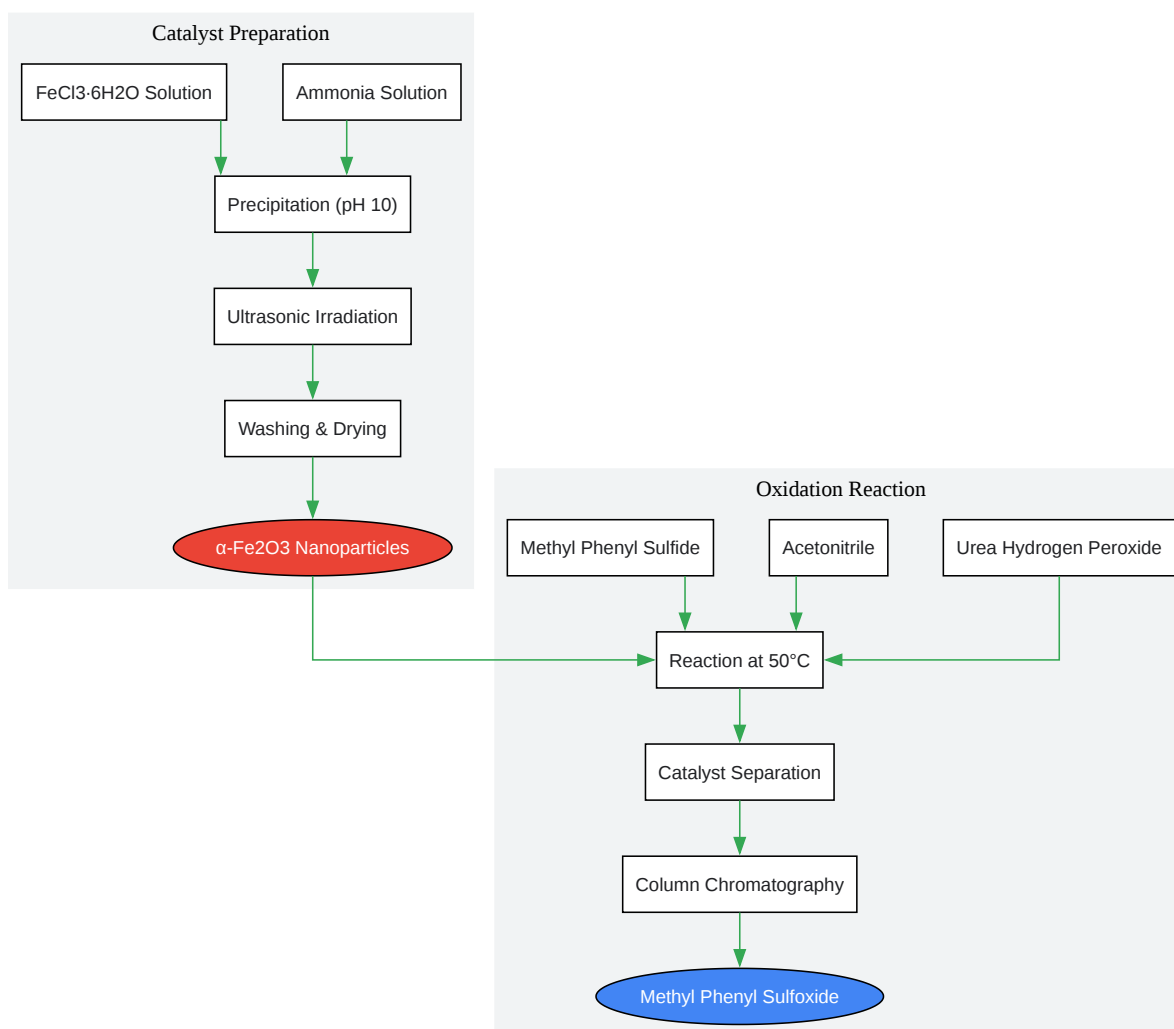 Catalyst Preparation
FeCl3·6H2O Solution
Ammonia Solution
Precipitation (pH 10)
Ultrasonic Irradiation
Washing & Drying
α-Fe2O3 Nanoparticles
Oxidation Reaction
Methyl Phenyl Sulfide
Acetonitrile
Urea Hydrogen Peroxide
Reaction at 50°C
Catalyst Separation
Column Chromatography
Methyl Phenyl Sulfoxide